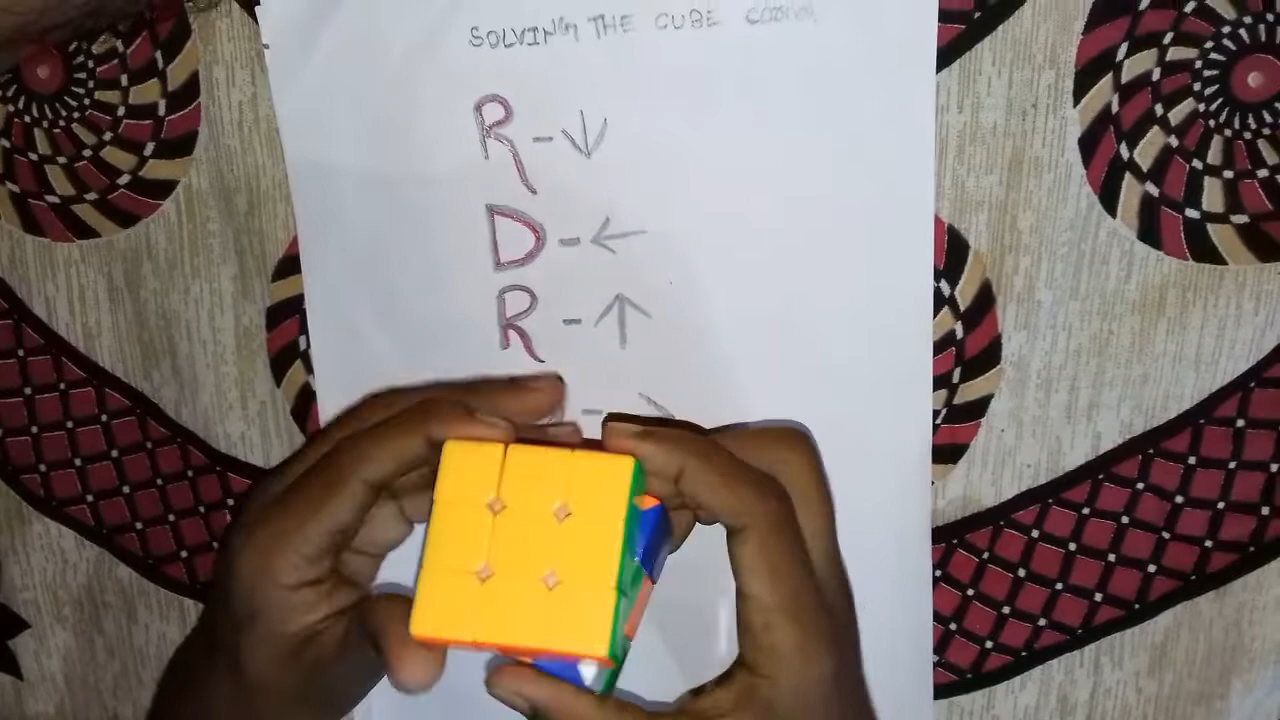 SOLVING THE CUBE
R - ↓
D - ←
R - ↑
- →